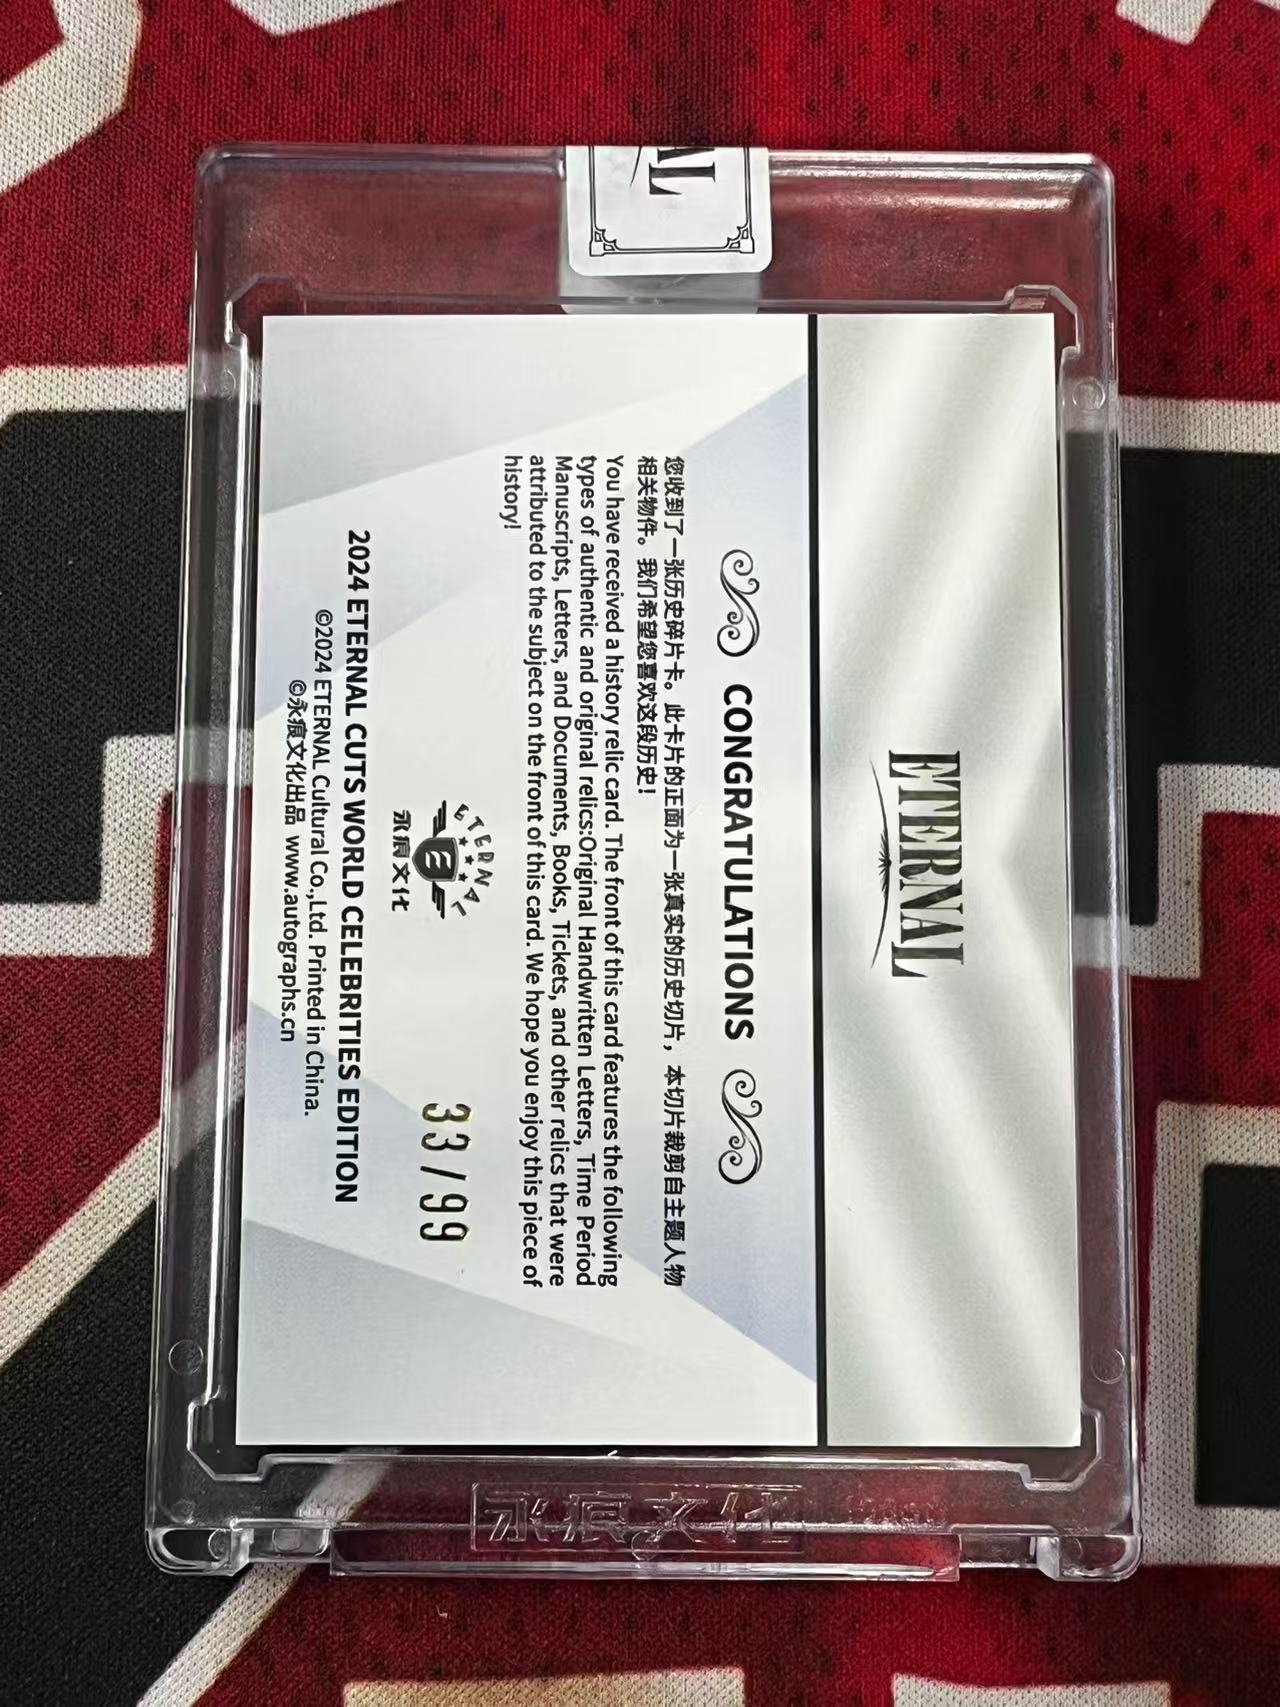 AL
ETERNAL
CONGRATULATIONS
您收到了一张历史碎片卡。此卡片的正面为一张真实的历史切片，本切片裁剪自主题人物
相关物件。我们希望您喜欢这段历史!
You have received a history relic card. The front of this card features the following
types of authentic and original relics:Original Handwritten Letters, Time Period
Manuscripts, Letters, and Documents, Books, Tickets, and other relics that were
attributed to the subject on the front of this card. We hope you enjoy this piece of
history!
ETERNAL
E
永痕文化
33/99
2024 ETERNAL CUTS WORLD CELEBRITIES EDITION
©2024 ETERNAL Cultural Co.,Ltd. Printed in China.
©永痕文化出品 www.autographs.cn
永痕文化